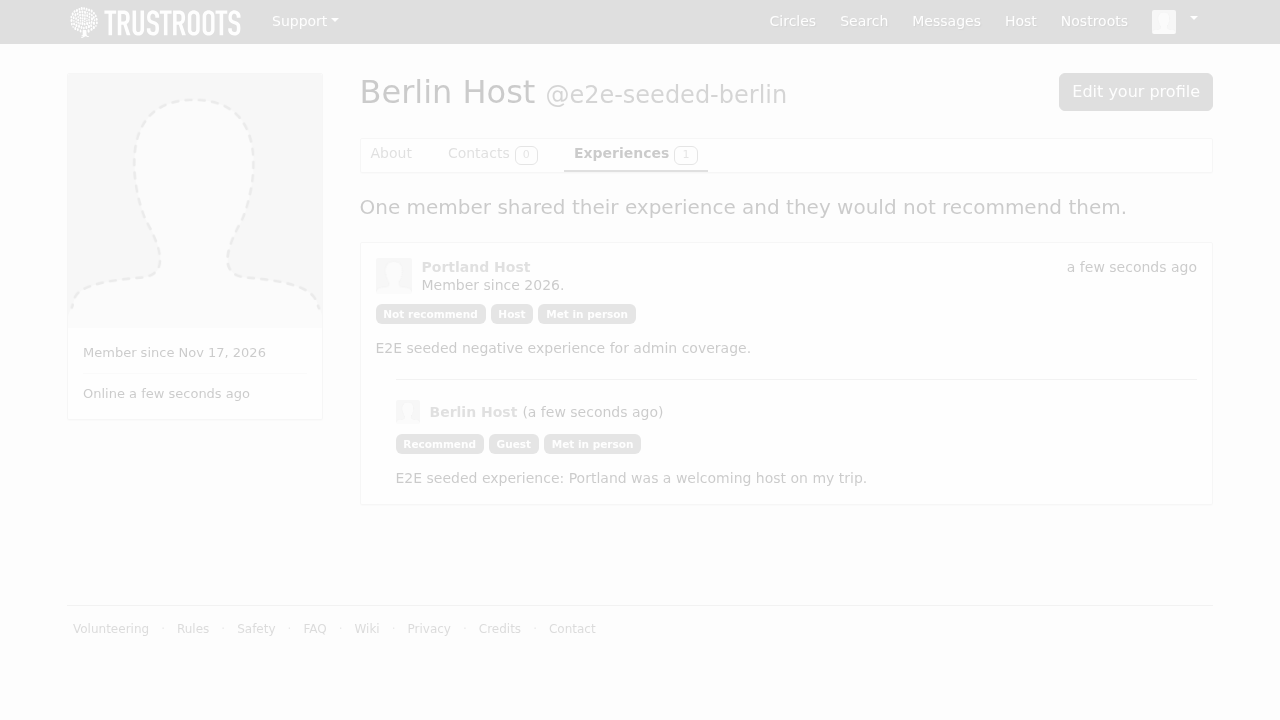 TRUSTROOTS Support Circles Search Messages Host Nostroots
Berlin Host @e2e-seeded-berlin
Edit your profile
About Contacts 0 Experiences 1
One member shared their experience and they would not recommend them.
Portland Host a few seconds ago
Member since 2026.
Not recommend Host Met in person
E2E seeded negative experience for admin coverage.
Berlin Host (a few seconds ago)
Recommend Guest Met in person
E2E seeded experience: Portland was a welcoming host on my trip.
Member since Nov 17, 2026
Online a few seconds ago
Volunteering · Rules · Safety · FAQ · Wiki · Privacy · Credits · Contact